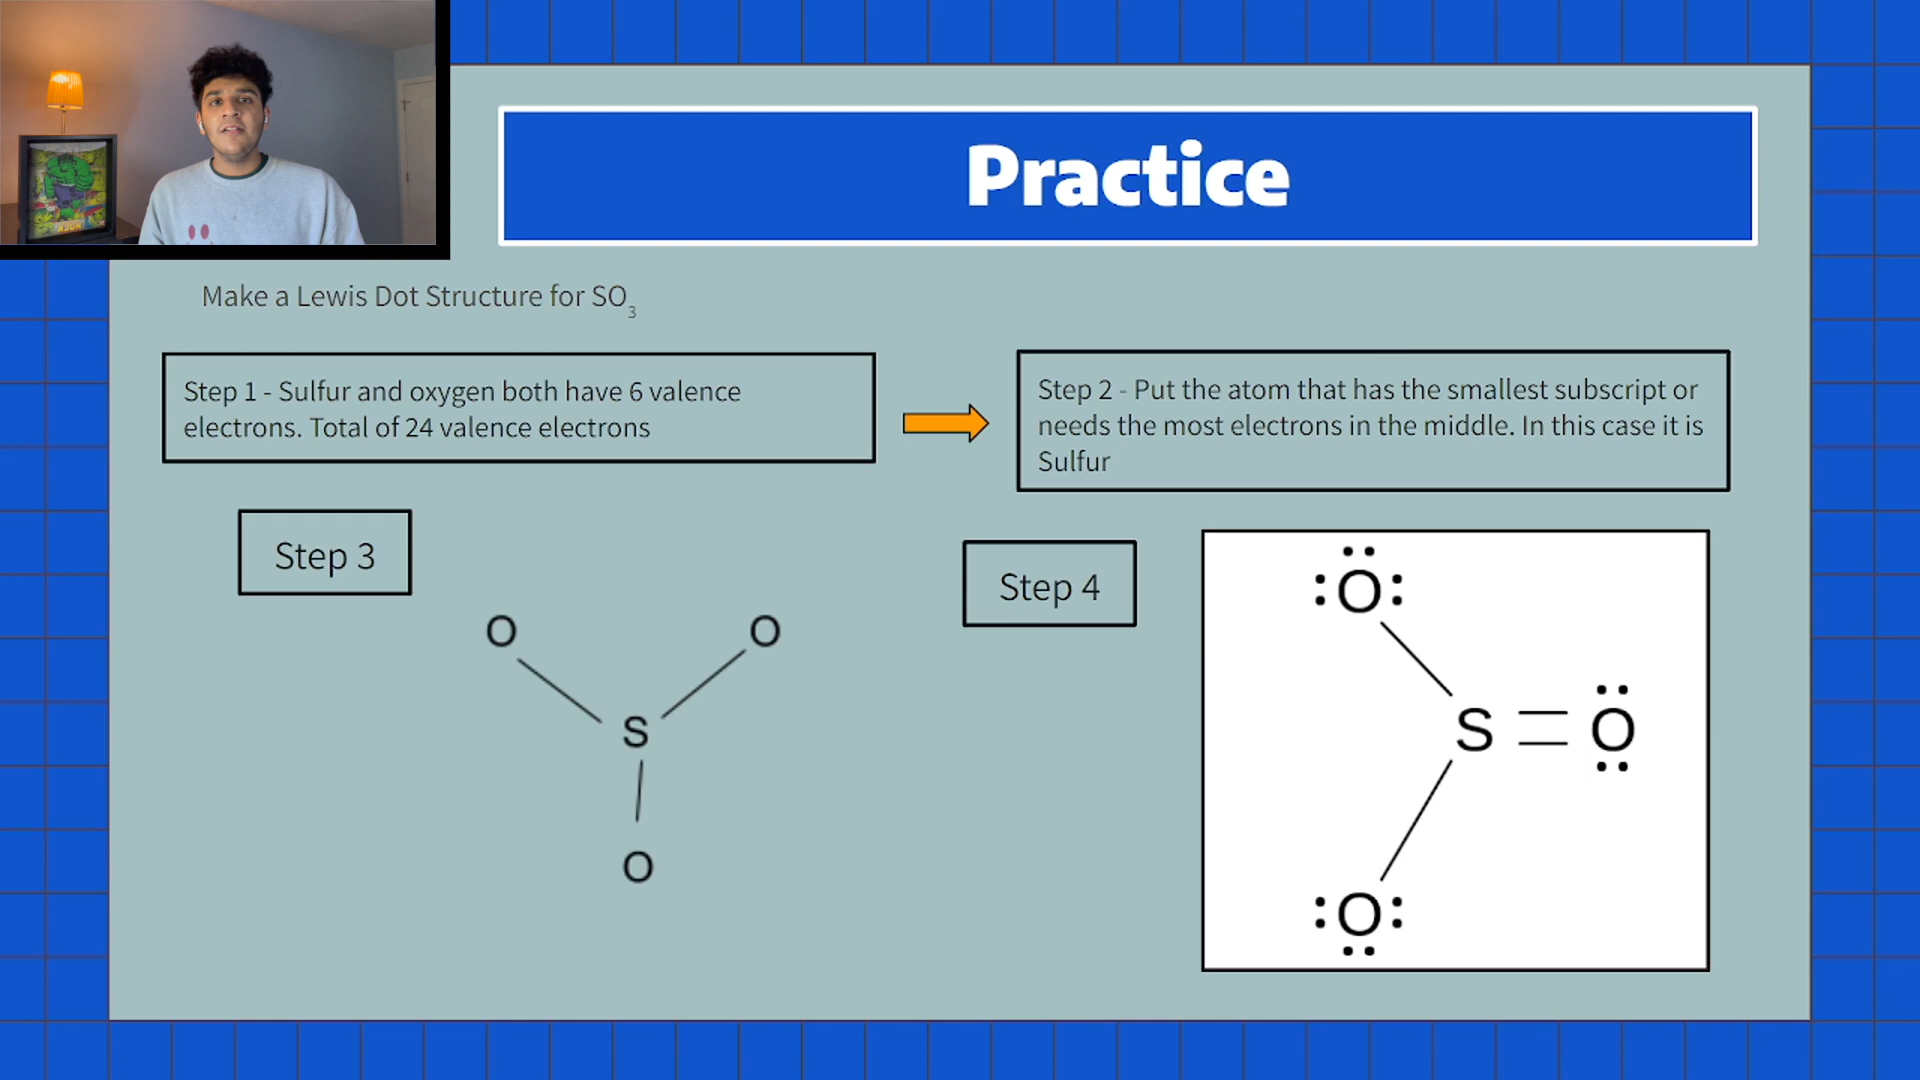 Practice
Make a Lewis Dot Structure for SO₃
Step 1 - Sulfur and oxygen both have 6 valence
electrons. Total of 24 valence electrons
Step 2 - Put the atom that has the smallest subscript or
needs the most electrons in the middle. In this case it is
Sulfur
Step 3
O O
S
O
Step 4
O
S O
O